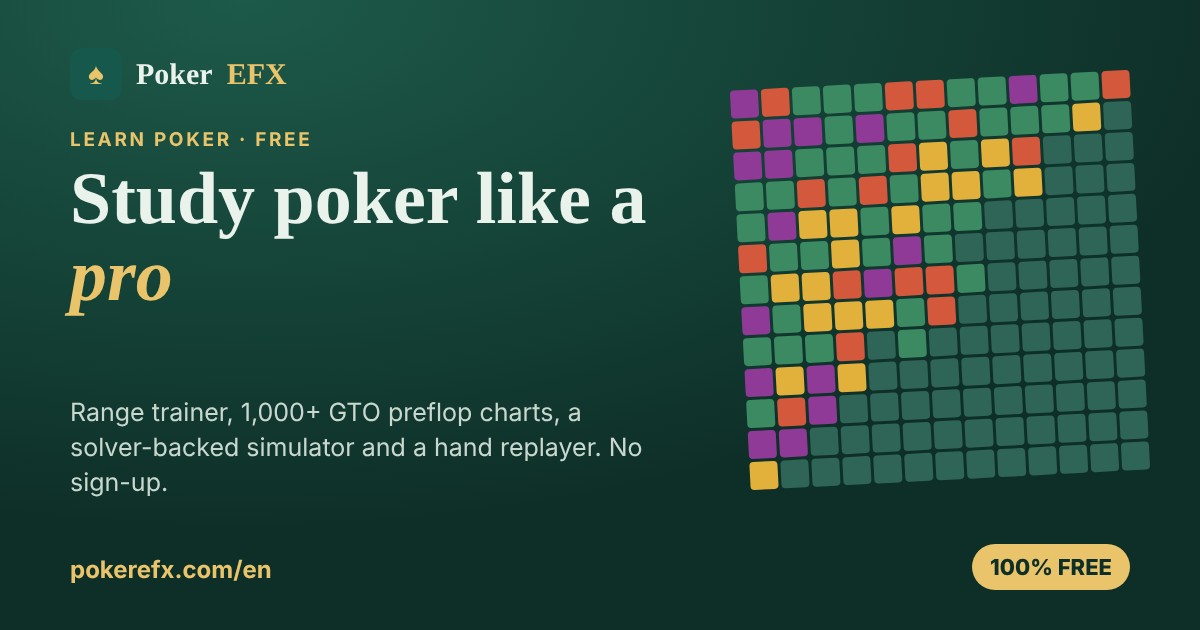 ♠ Poker EFX
LEARN POKER · FREE
Study poker like a
pro
Range trainer, 1,000+ GTO preflop charts, a
solver-backed simulator and a hand replayer. No
sign-up.
pokerefx.com/en
100% FREE